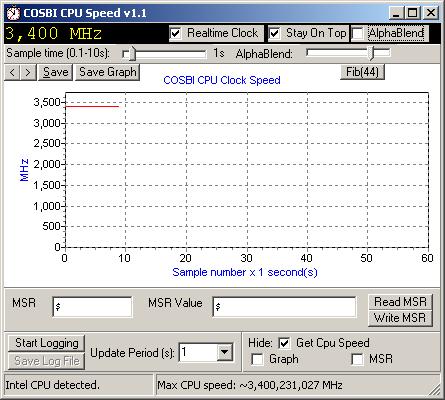 COSBI CPU Speed v1.1
3,400 MHz Realtime Clock Stay On Top AlphaBlend
Sample time (0.1-10s): 1s AlphaBlend:
< > Save Save Graph Fib(44)
COSBI CPU Clock Speed
3,500
3,000
2,500
2,000
1,500
1,000
500
0
MHz
0 10 20 30 40 50 60
Sample number x 1 second(s)
MSR $ MSR Value $ Read MSR
Write MSR
Start Logging Update Period (s): 1 Hide: Get Cpu Speed
Save Log File Graph MSR
Intel CPU detected. Max CPU speed: ~3,400,231,027 MHz